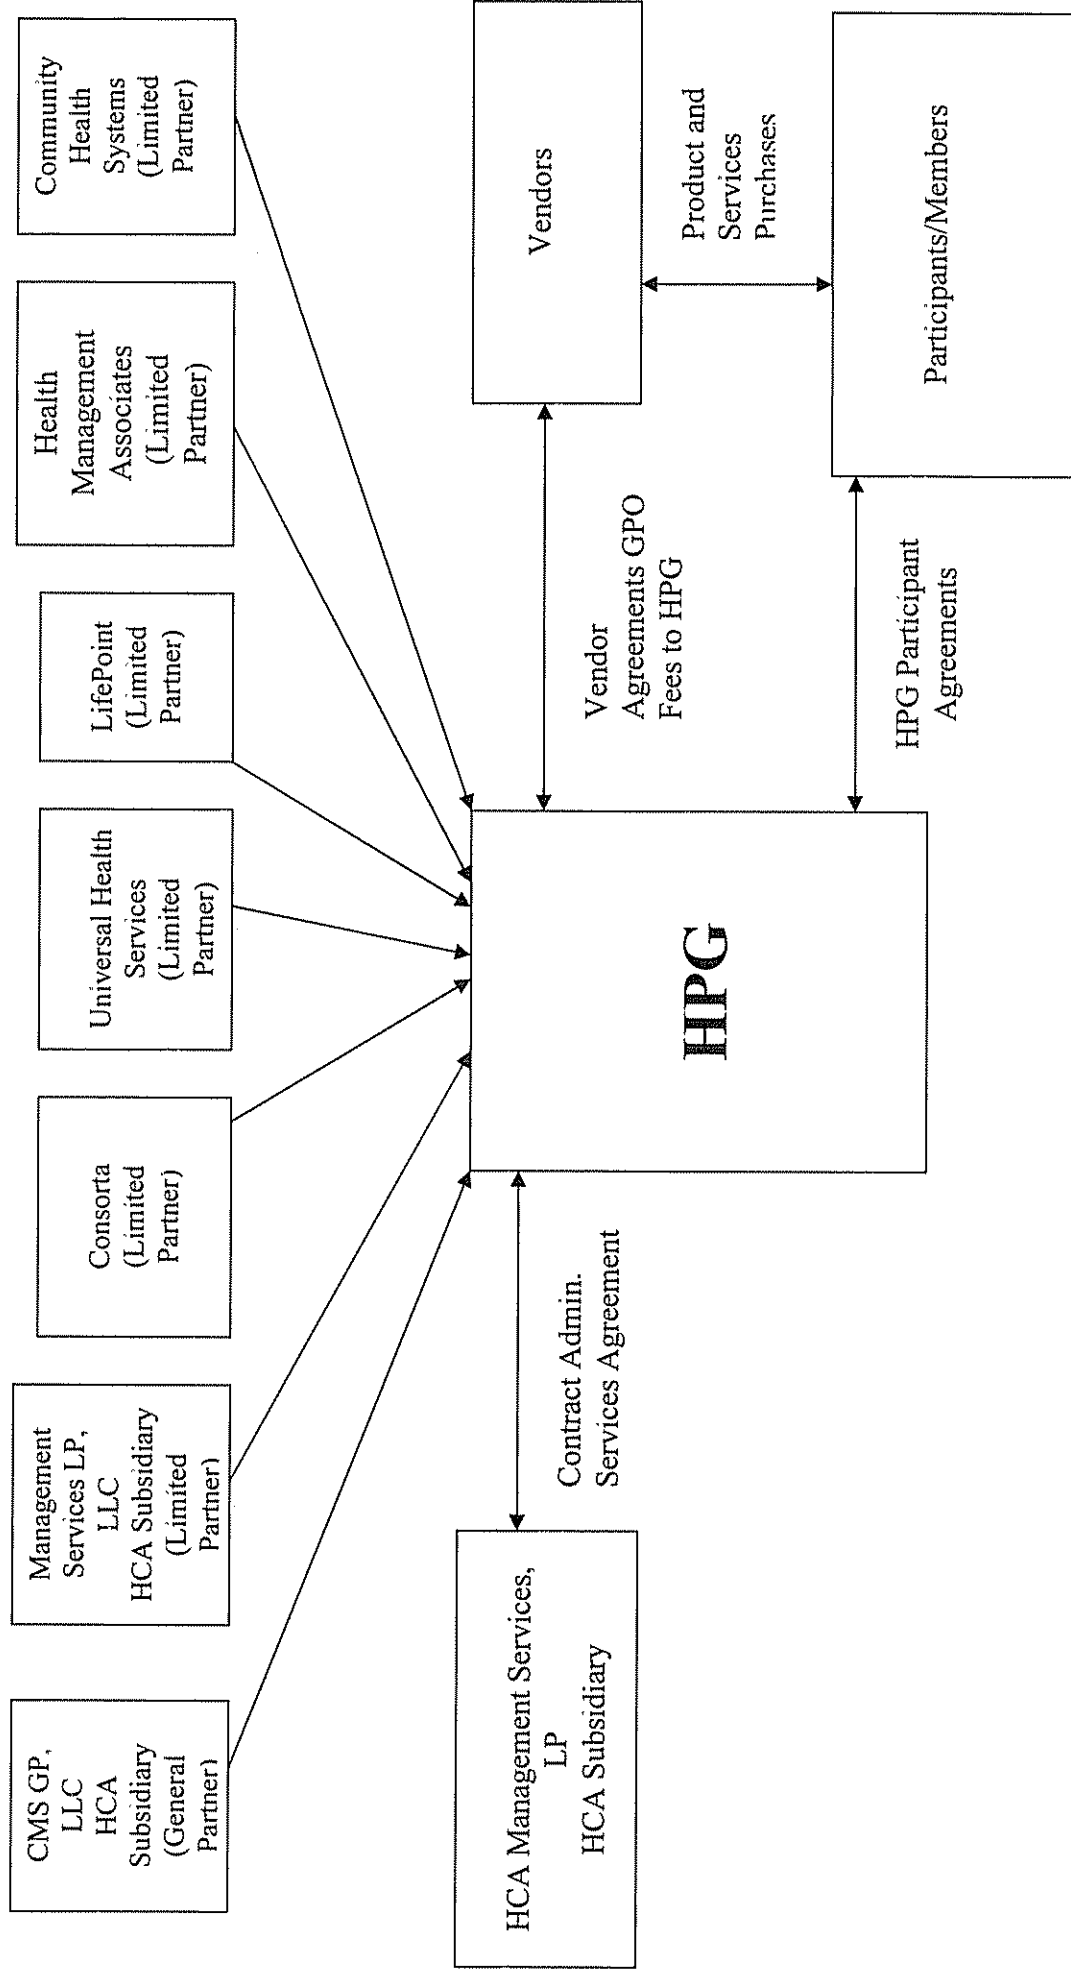 CMS GP,
LLC
HCA
Subsidiary
(General
Partner)
Management
Services LP,
LLC
HCA Subsidiary
(Limited
Partner)
Consorta
(Limited
Partner)
Universal Health
Services
(Limited
Partner)
LifePoint
(Limited
Partner)
Health
Management
Associates
(Limited
Partner)
Community
Health
Systems
(Limited
Partner)
HCA Management Services,
LP
HCA Subsidiary
Contract Admin.
Services Agreement
HPG
Vendor
Agreements GPO
Fees to HPG
Vendors
Product and
Services
Purchases
HPG Participant
Agreements
Participants/Members